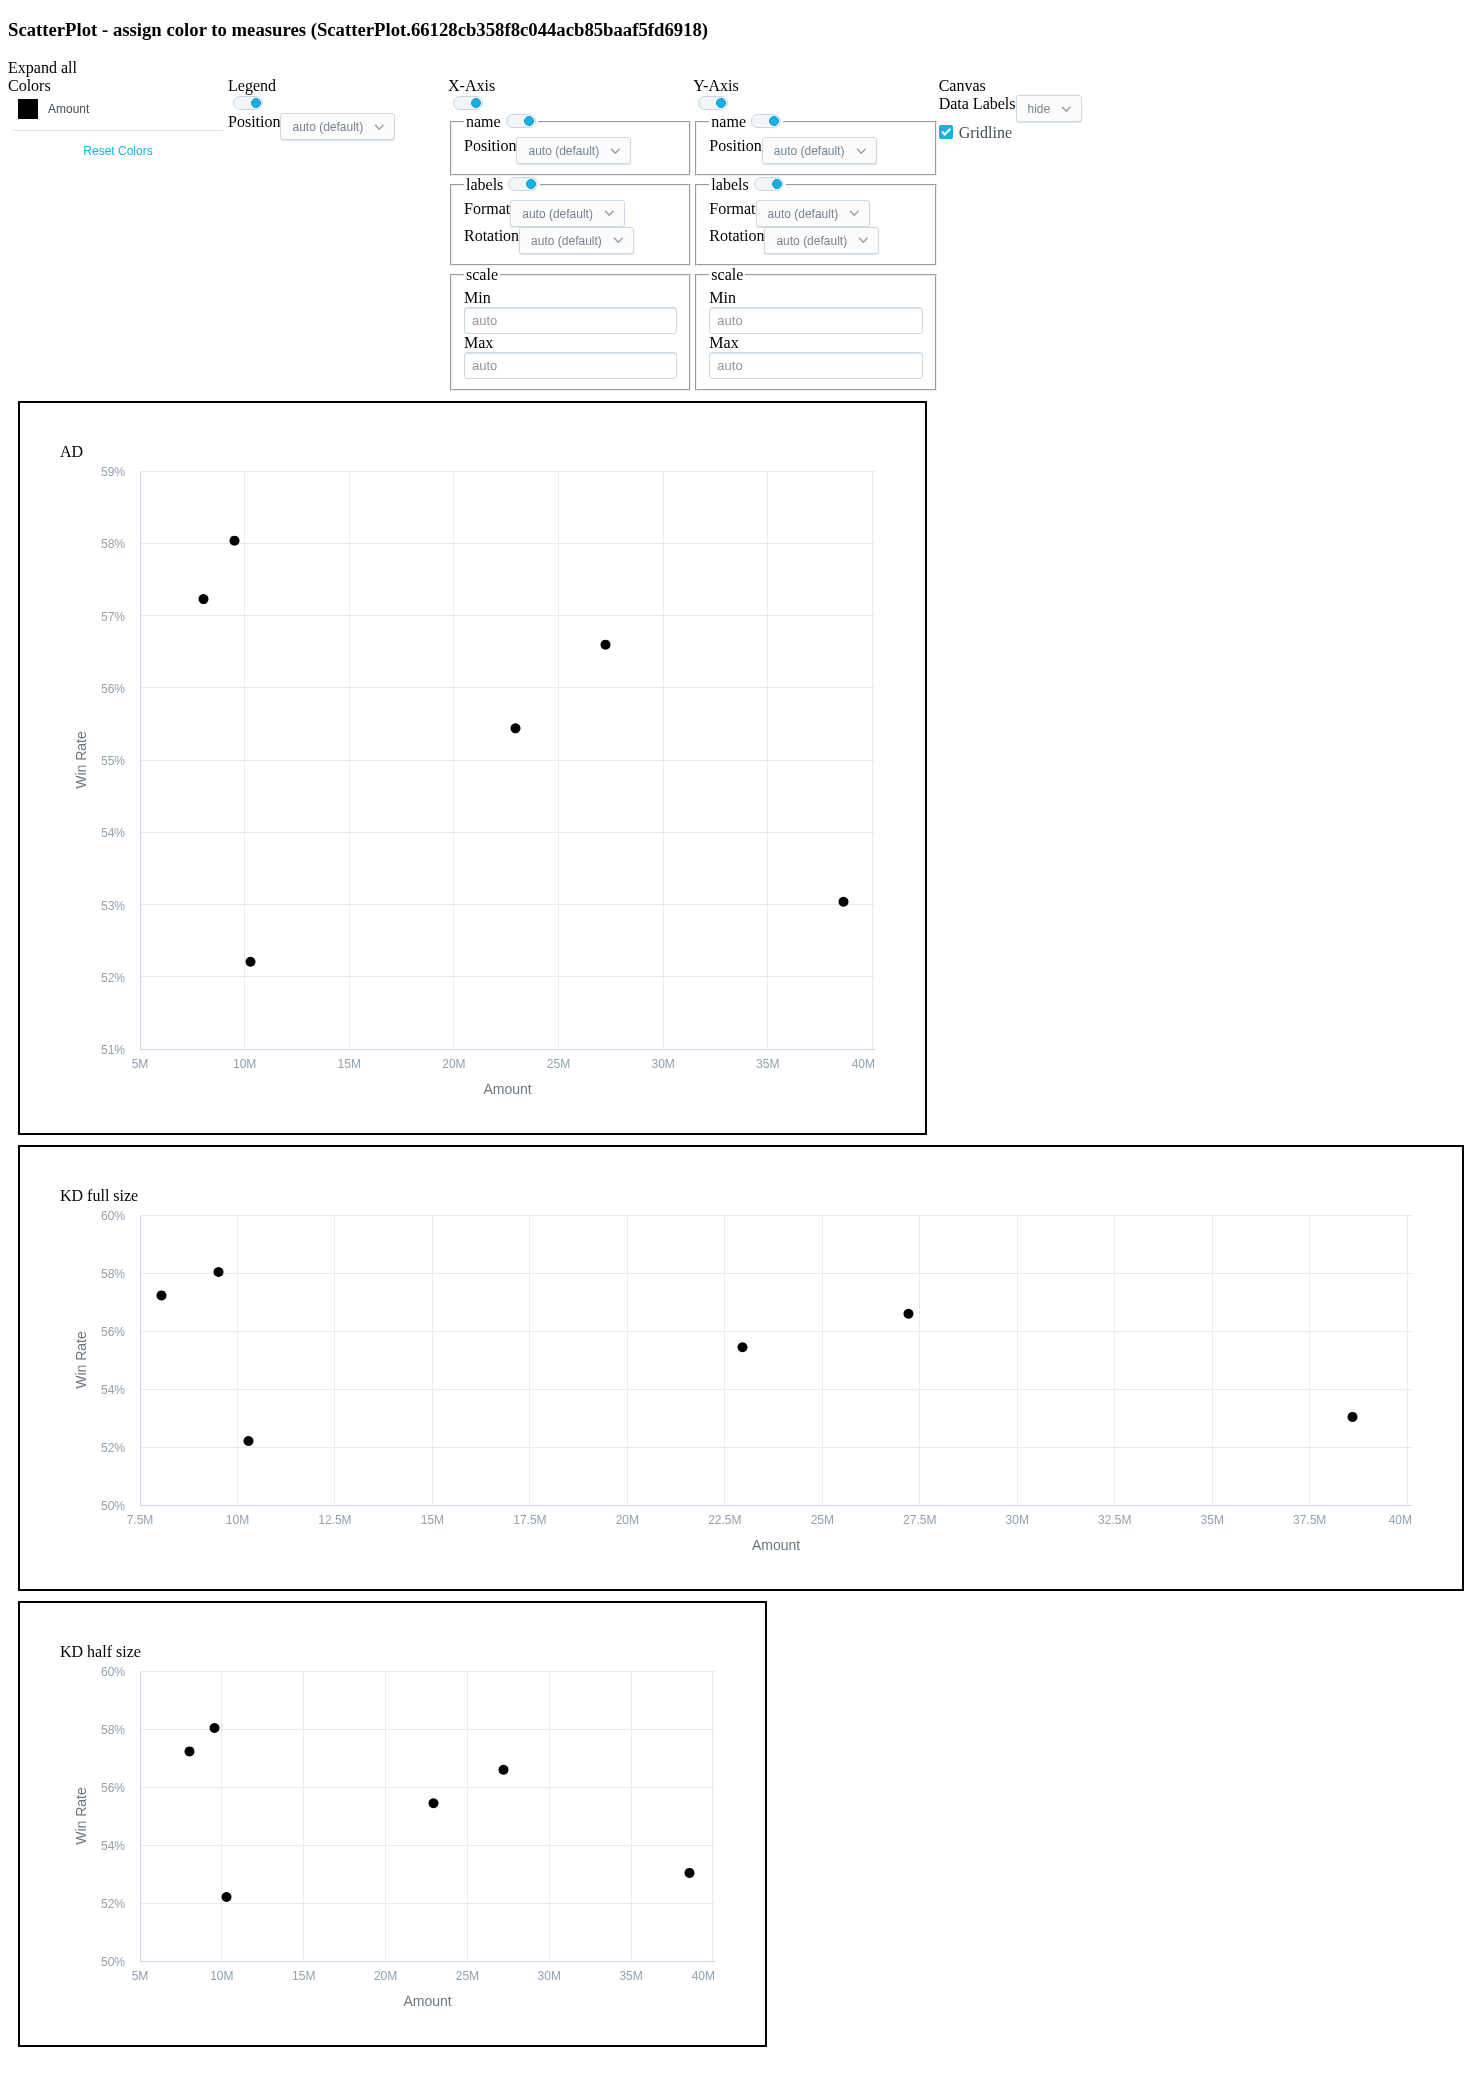 ScatterPlot - assign color to measures (ScatterPlot.66128cb358f8c044acb85baaf5fd6918)
Expand all
Colors
Amount
Reset Colors
Legend
Position auto (default)
X-Axis
name
Position auto (default)
labels
Format auto (default)
Rotation auto (default)
scale
Min
auto
Max
auto
Y-Axis
name
Position auto (default)
labels
Format auto (default)
Rotation auto (default)
scale
Min
auto
Max
auto
Canvas
Data Labels hide
Gridline
AD
59%
58%
57%
56%
55%
54%
53%
52%
51%
Win Rate
5M 10M 15M 20M 25M 30M 35M 40M
Amount
KD full size
60%
58%
56%
54%
52%
50%
Win Rate
7.5M 10M 12.5M 15M 17.5M 20M 22.5M 25M 27.5M 30M 32.5M 35M 37.5M 40M
Amount
KD half size
60%
58%
56%
54%
52%
50%
Win Rate
5M 10M 15M 20M 25M 30M 35M 40M
Amount